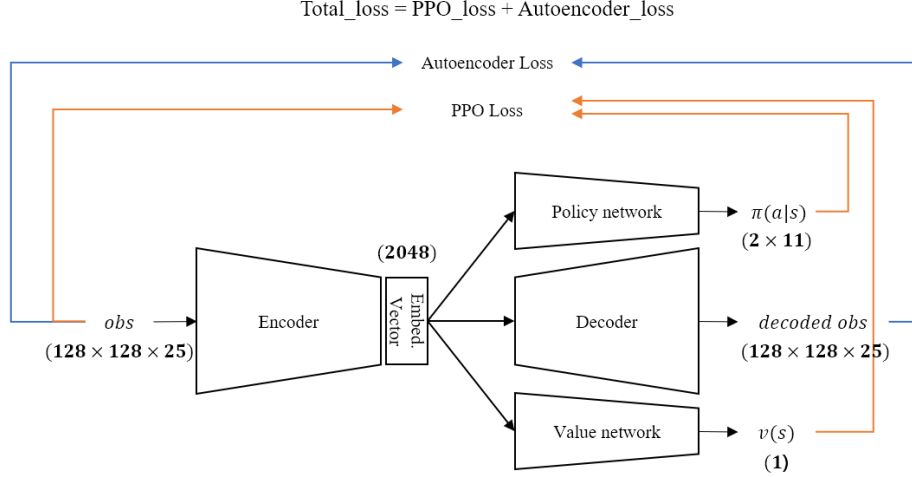 Total_loss = PPO_loss + Autoencoder_loss
Autoencoder Loss
PPO Loss
Policy network
π(a|s)
(2 × 11)
(2048)
obs
(128 × 128 × 25)
Encoder
Embed.
Vector
Decoder
decoded obs
(128 × 128 × 25)
Value network
v(s)
(1)